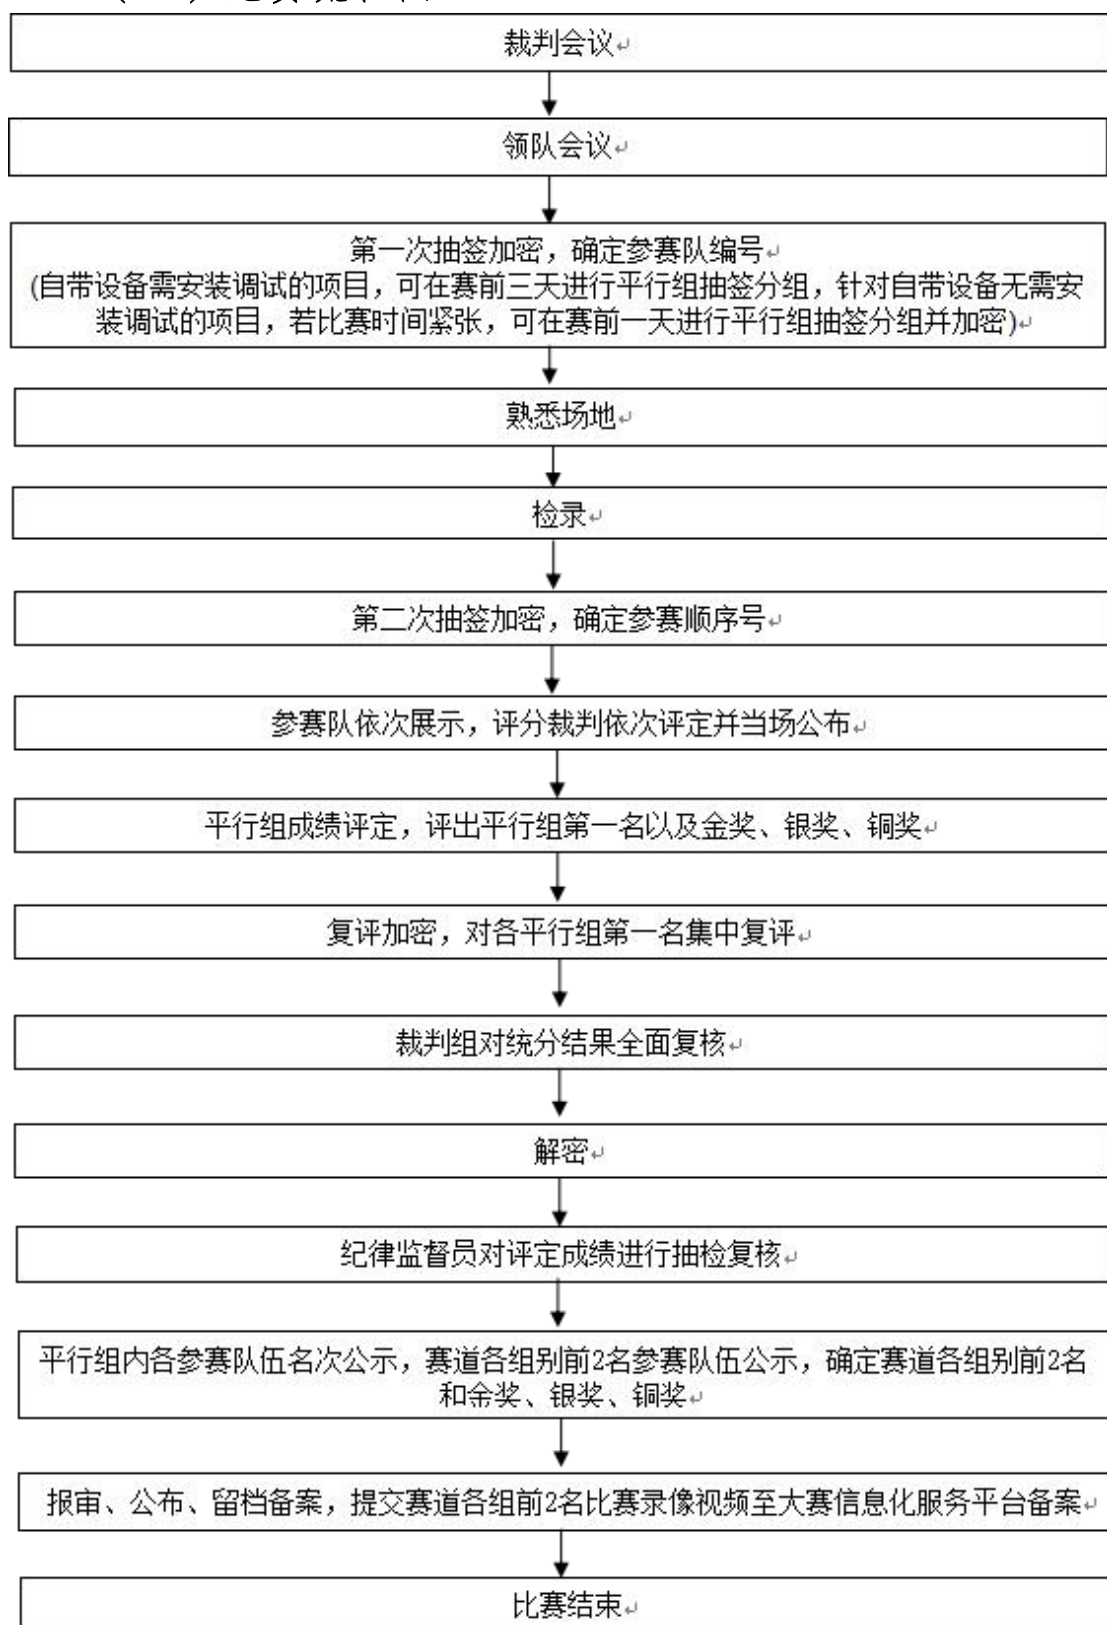 裁判会议
领队会议
第一次抽签加密，确定参赛队编号
(自带设备需安装调试的项目，可在赛前三天进行平行组抽签分组，针对自带设备无需安
装调试的项目，若比赛时间紧张，可在赛前一天进行平行组抽签分组并加密)
熟悉场地
检录
第二次抽签加密，确定参赛顺序号
参赛队依次展示，评分裁判依次评定并当场公布
平行组成绩评定，评出平行组第一名以及金奖、银奖、铜奖
复评加密，对各平行组第一名集中复评
裁判组对统分结果全面复核
解密
纪律监督员对评定成绩进行抽检复核
平行组内各参赛队伍名次公示，赛道各组别前2名参赛队伍公示，确定赛道各组别前2名
和金奖、银奖、铜奖
报审、公布、留档备案，提交赛道各组前2名比赛录像视频至大赛信息化服务平台备案
比赛结束